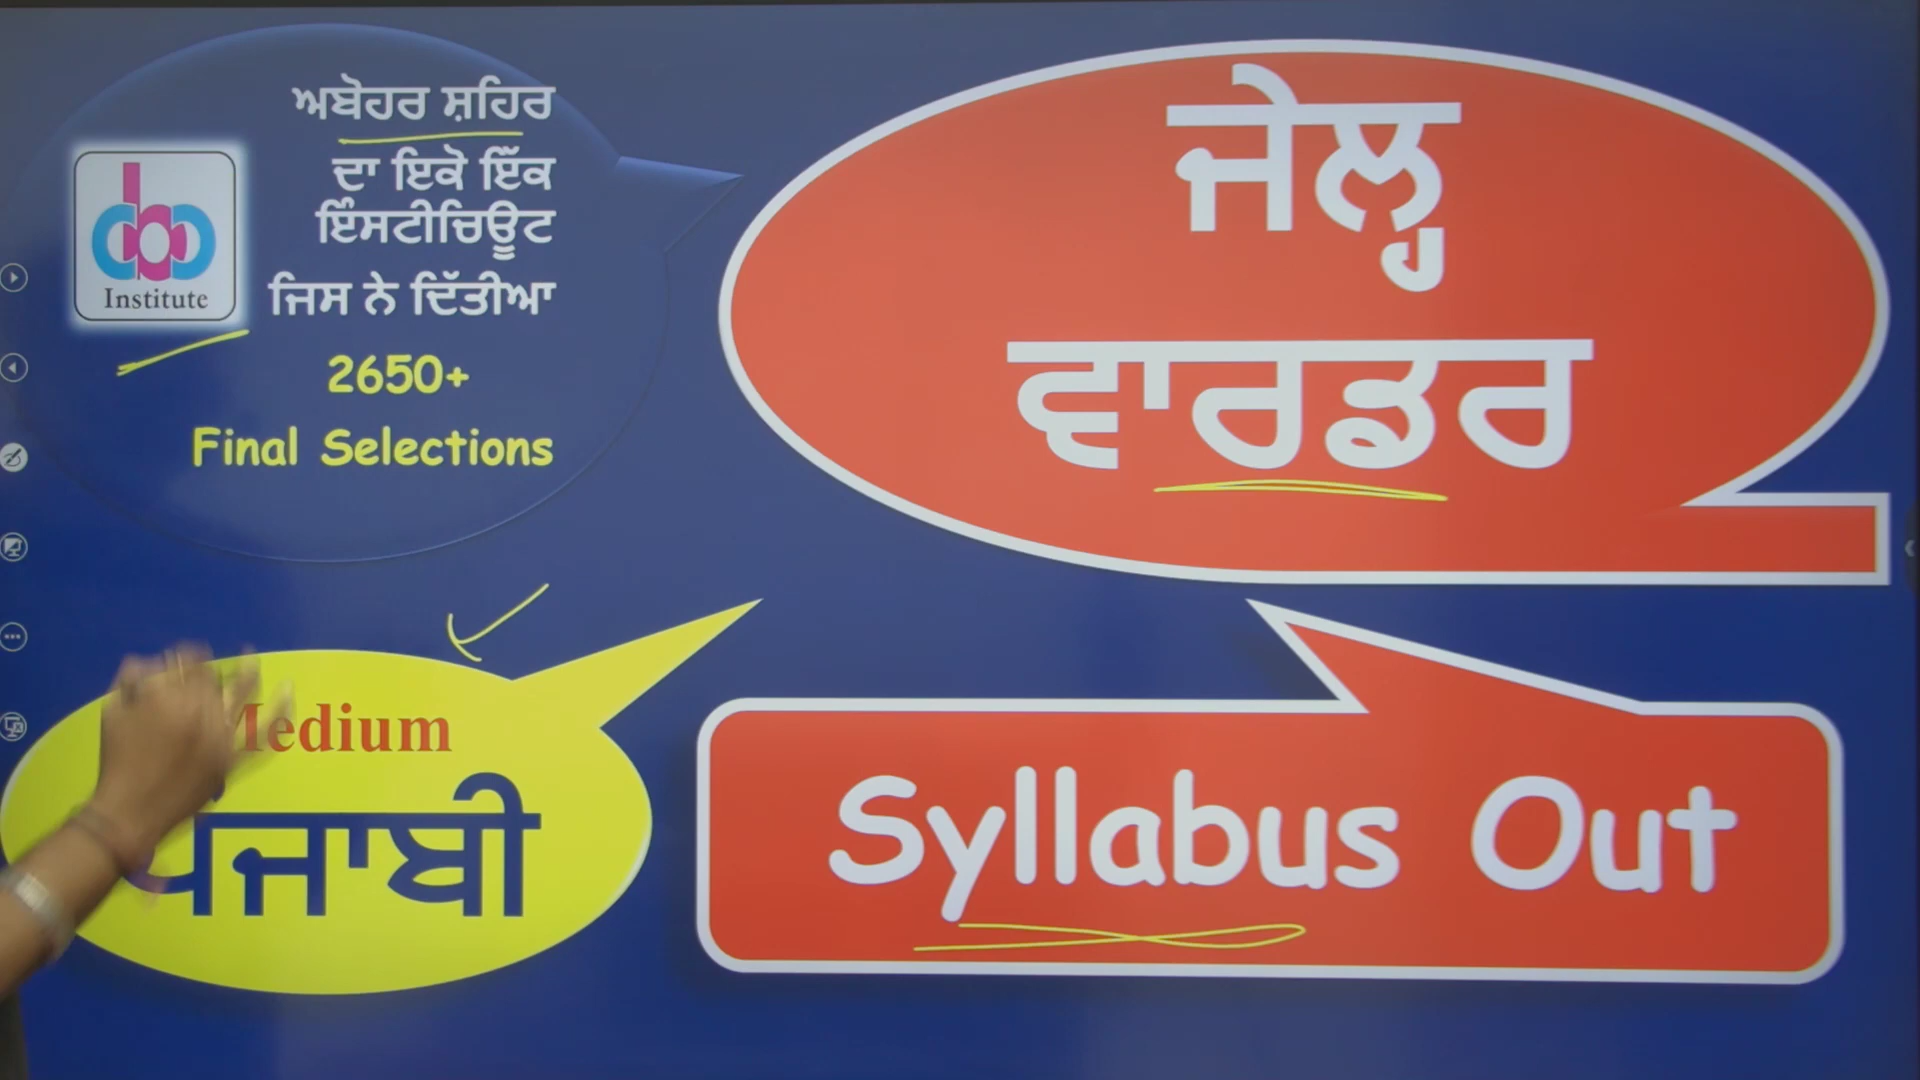 ਅਬੋਹਰ ਸ਼ਹਿਰ
ਦਾ ਇਕੋ ਇੱਕ
ਇੰਸਟੀਚਿਊਟ
ਜਿਸ ਨੇ ਦਿੱਤੀਆ
2650+
Final Selections
Institute
ਜੇਲ੍ਹ
ਵਾਰਡਰ
Medium
ਪੰਜਾਬੀ
Syllabus Out